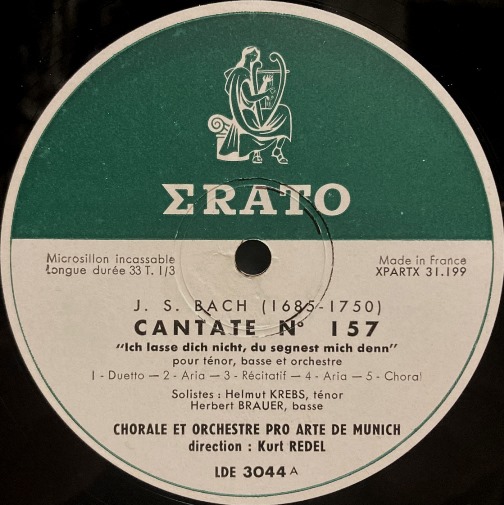 ΣRATO
Microsillon incassable
Longue durée 33 T. 1/3
Made in France
XPARTX 31.199
J. S. BACH (1685-1750)
CANTATE Nº 157
"Ich lasse dich nicht, du segnest mich denn"
pour ténor, basse et orchestre
1 - Duetto — 2 - Aria — 3 - Récitatif — 4 - Aria — 5 - Choral
Solistes : Helmut KREBS, ténor
Herbert BRAUER, basse
CHORALE ET ORCHESTRE PRO ARTE DE MUNICH
direction : Kurt REDEL
LDE 3044 A